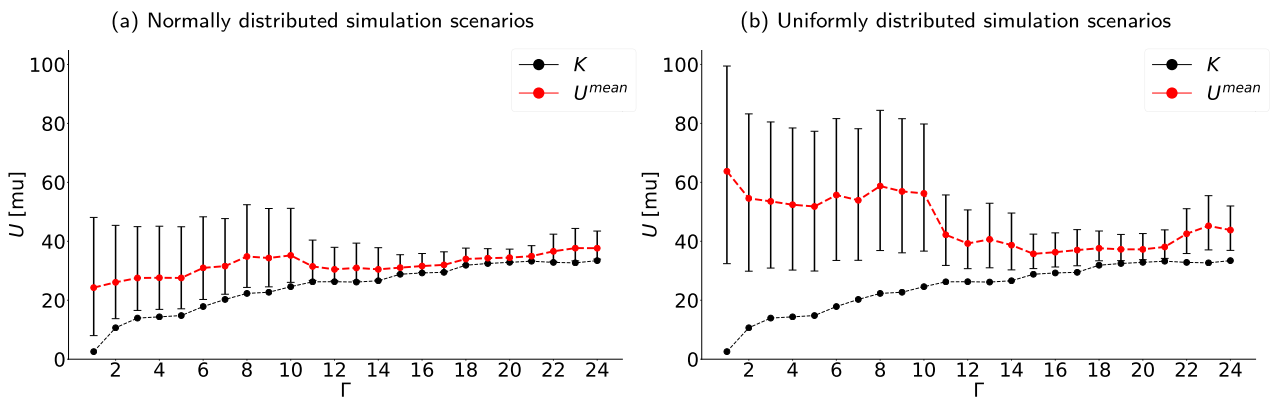 (a) Normally distributed simulation scenarios
100
80
60
40
20
0
U [mu]
2 4 6 8 10 12 14 16 18 20 22 24
Γ
K
U^mean
(b) Uniformly distributed simulation scenarios
100
80
60
40
20
0
U [mu]
2 4 6 8 10 12 14 16 18 20 22 24
Γ
K
U^mean